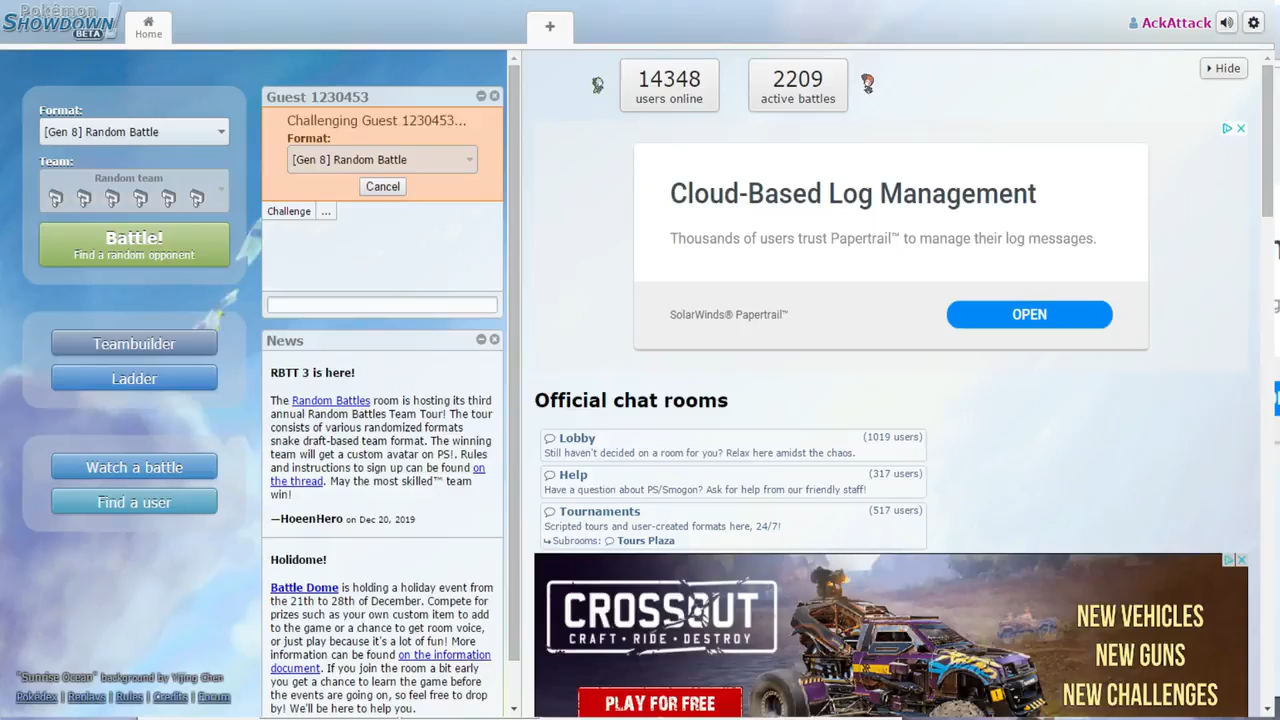 Pokémon
SHOWDOWN!
BETA
Home
+
AckAttack
Format:
[Gen 8] Random Battle
Team:
Random team
Battle!
Find a random opponent
Teambuilder
Ladder
Watch a battle
Find a user
"Sunrise Ocean" background by Yijing Chen
Pokédex | Replays | Rules | Credits | Forum
Guest 1230453
Challenging Guest 1230453...
Format:
[Gen 8] Random Battle
Cancel
Challenge ...
News
RBTT 3 is here!
The Random Battles room is hosting its third
annual Random Battles Team Tour! The tour
consists of various randomized formats
snake draft-based team format. The winning
team will get a custom avatar on PS!. Rules
and instructions to sign up can be found on
the thread. May the most skilled™ team
win!
—HoeenHero on Dec 20, 2019
Holidome!
Battle Dome is holding a holiday event from
the 21th to 28th of December. Compete for
prizes such as your own custom item to add
to the game or a chance to get room voice,
or just play because it's a lot of fun! More
information can be found on the information
document. If you join the room a bit early
you get a chance to learn the game before
the events are going on, so feel free to drop
by! We'll be here to help you.
14348
users online
2209
active battles
Hide
Cloud-Based Log Management
Thousands of users trust Papertrail™ to manage their log messages.
SolarWinds® Papertrail™
OPEN
Official chat rooms
Lobby (1019 users)
Still haven't decided on a room for you? Relax here amidst the chaos.
Help (317 users)
Have a question about PS/Smogon? Ask for help from our friendly staff!
Tournaments (517 users)
Scripted tours and user-created formats here, 24/7!
Subrooms: Tours Plaza
CROSSOUT
CRAFT • RIDE • DESTROY
PLAY FOR FREE
NEW VEHICLES
NEW GUNS
NEW CHALLENGES